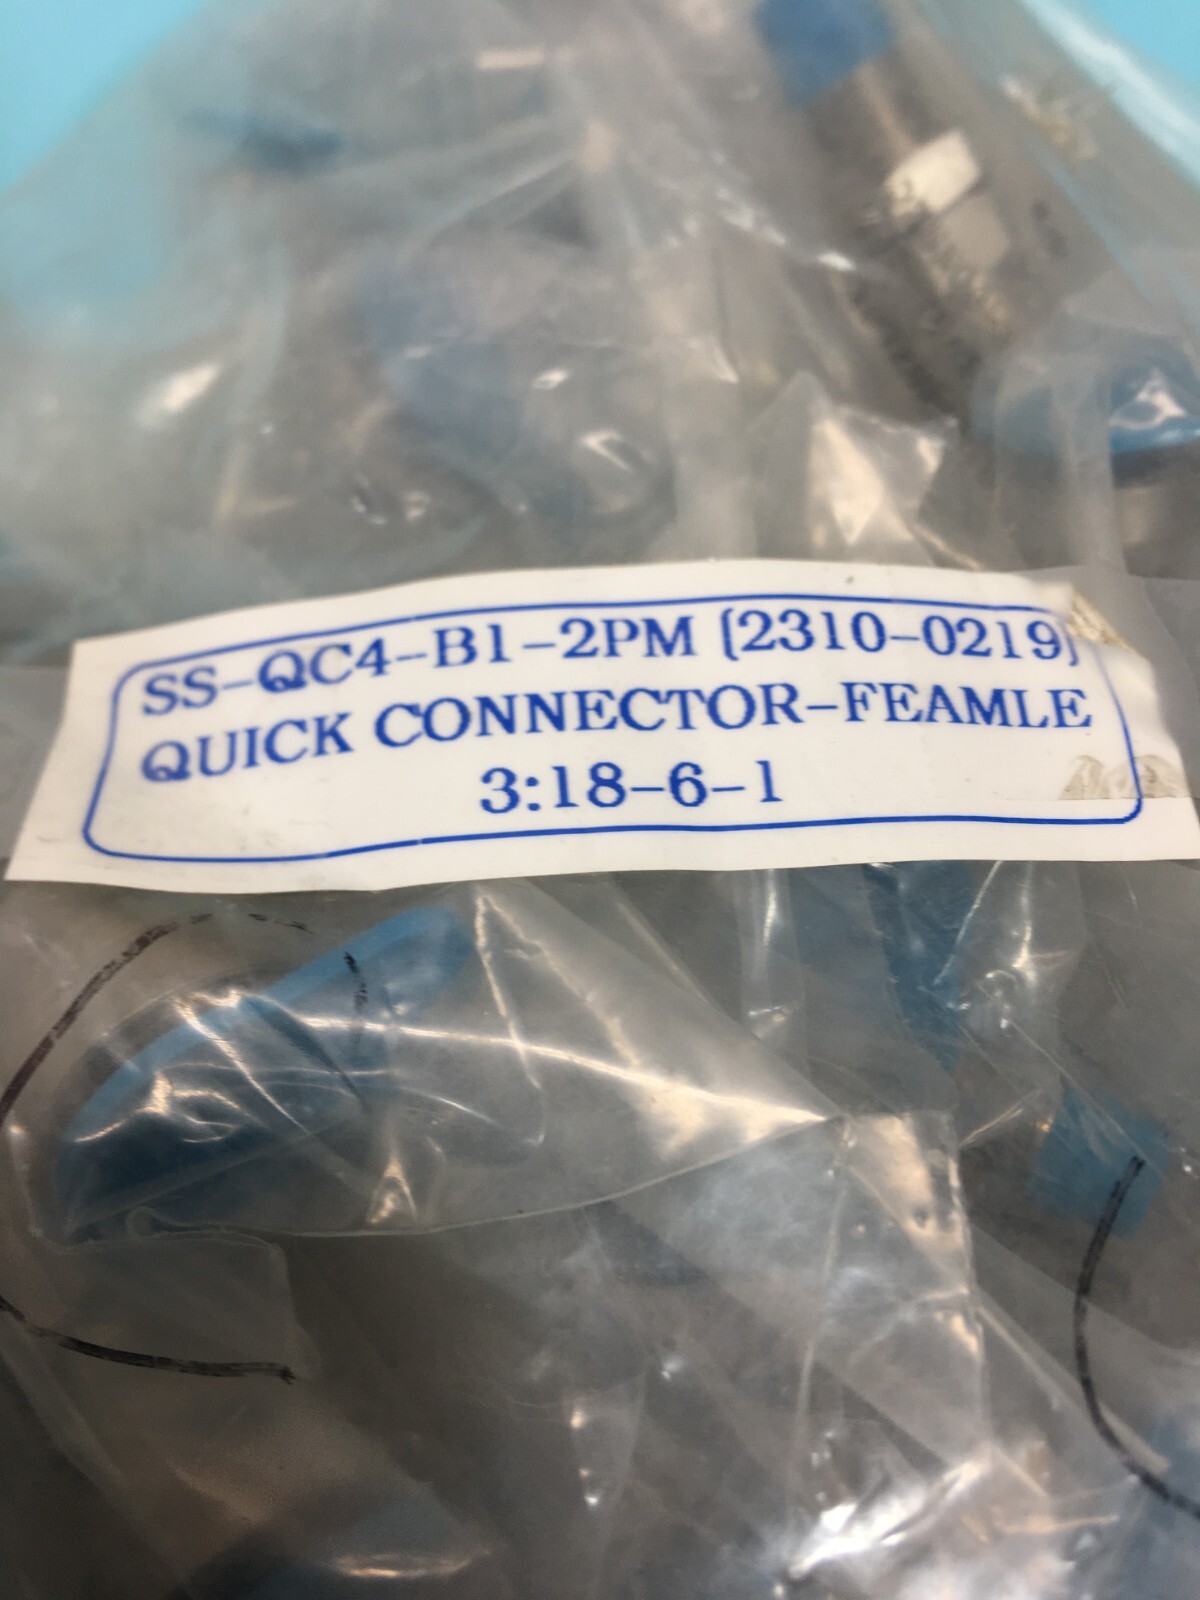 SS-QC4-B1-2PM (2310-0219)
QUICK CONNECTOR-FEAMLE
3:18-6-1